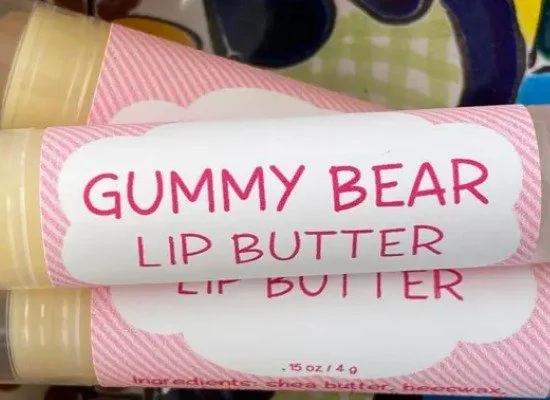 GUMMY BEAR
LIP BUTTER
LIP BUTTER
.15 oz / 4 g
Ingredients: shea butter, beeswax,